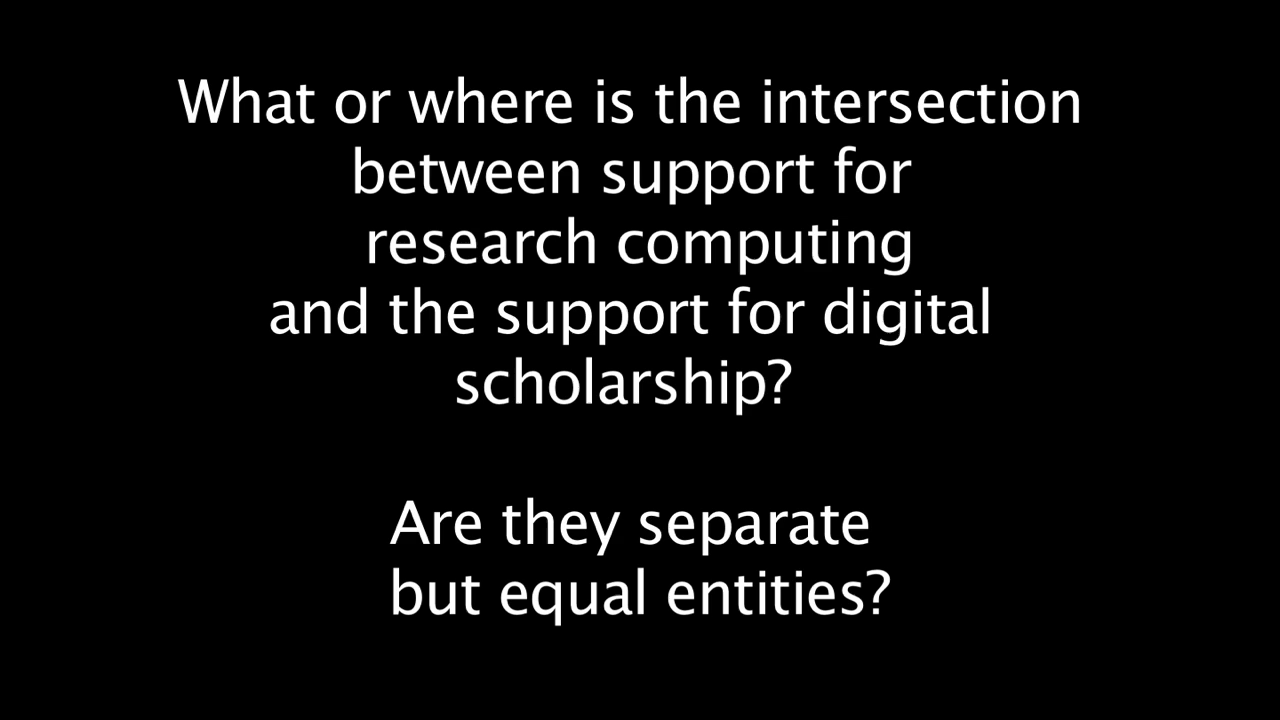 What or where is the intersection
between support for
research computing
and the support for digital
scholarship?
Are they separate
but equal entities?